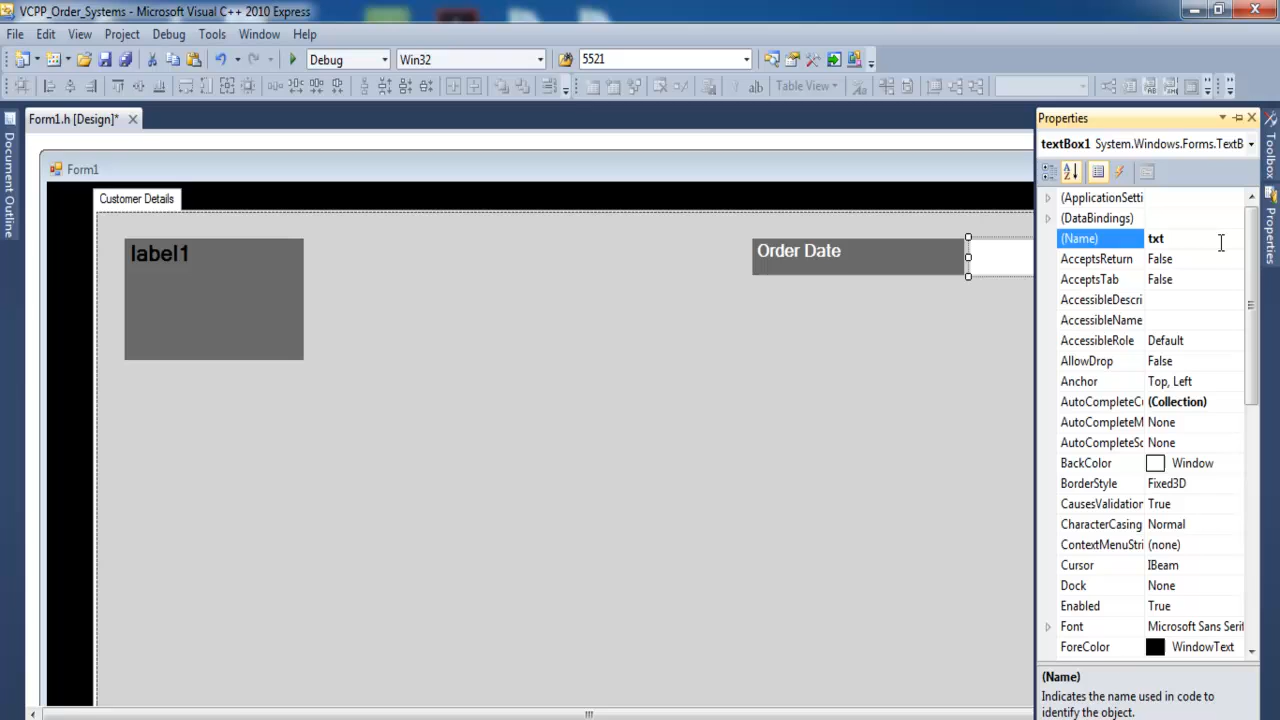 VCPP_Order_Systems - Microsoft Visual C++ 2010 Express
File Edit View Project Debug Tools Window Help
Debug Win32 5521
ab Table View
Form1.h [Design]*
Document Outline
Form1
Customer Details
label1
Order Date
Properties
textBox1 System.Windows.Forms.TextB
(ApplicationSetti
(DataBindings)
(Name) txt
AcceptsReturn False
AcceptsTab False
AccessibleDescri
AccessibleName
AccessibleRole Default
AllowDrop False
Anchor Top, Left
AutoCompleteCu (Collection)
AutoCompleteM None
AutoCompleteSo None
BackColor Window
BorderStyle Fixed3D
CausesValidation True
CharacterCasing Normal
ContextMenuStri (none)
Cursor IBeam
Dock None
Enabled True
Font Microsoft Sans Serif
ForeColor WindowText
(Name)
Indicates the name used in code to
identify the object.
Toolbox
Properties